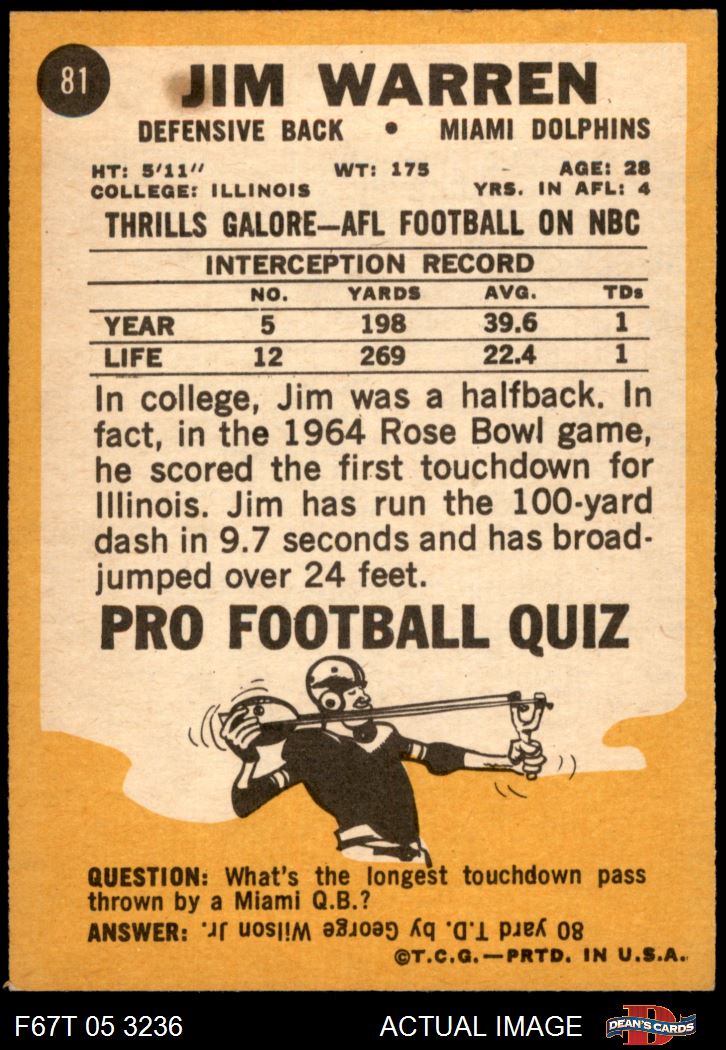 81
JIM WARREN
DEFENSIVE BACK • MIAMI DOLPHINS
HT: 5'11" WT: 175 AGE: 28
COLLEGE: ILLINOIS YRS. IN AFL: 4
THRILLS GALORE—AFL FOOTBALL ON NBC
INTERCEPTION RECORD
NO. YARDS AVG. TDs
YEAR 5 198 39.6 1
LIFE 12 269 22.4 1
In college, Jim was a halfback. In
fact, in the 1964 Rose Bowl game,
he scored the first touchdown for
Illinois. Jim has run the 100-yard
dash in 9.7 seconds and has broad-
jumped over 24 feet.
PRO FOOTBALL QUIZ
QUESTION: What's the longest touchdown pass
thrown by a Miami Q.B.?
ANSWER: 80 yard T.D. by George Wilson Jr.
©T.C.G.—PRTD. IN U.S.A.
F67T 05 3236 ACTUAL IMAGE DEAN'S CARDS